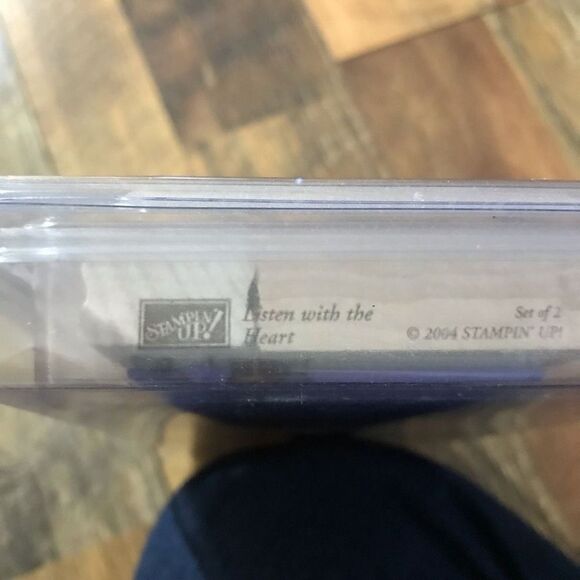 STAMPIN'
UP!
Listen with the
Heart
Set of 2
© 2004 STAMPIN' UP!